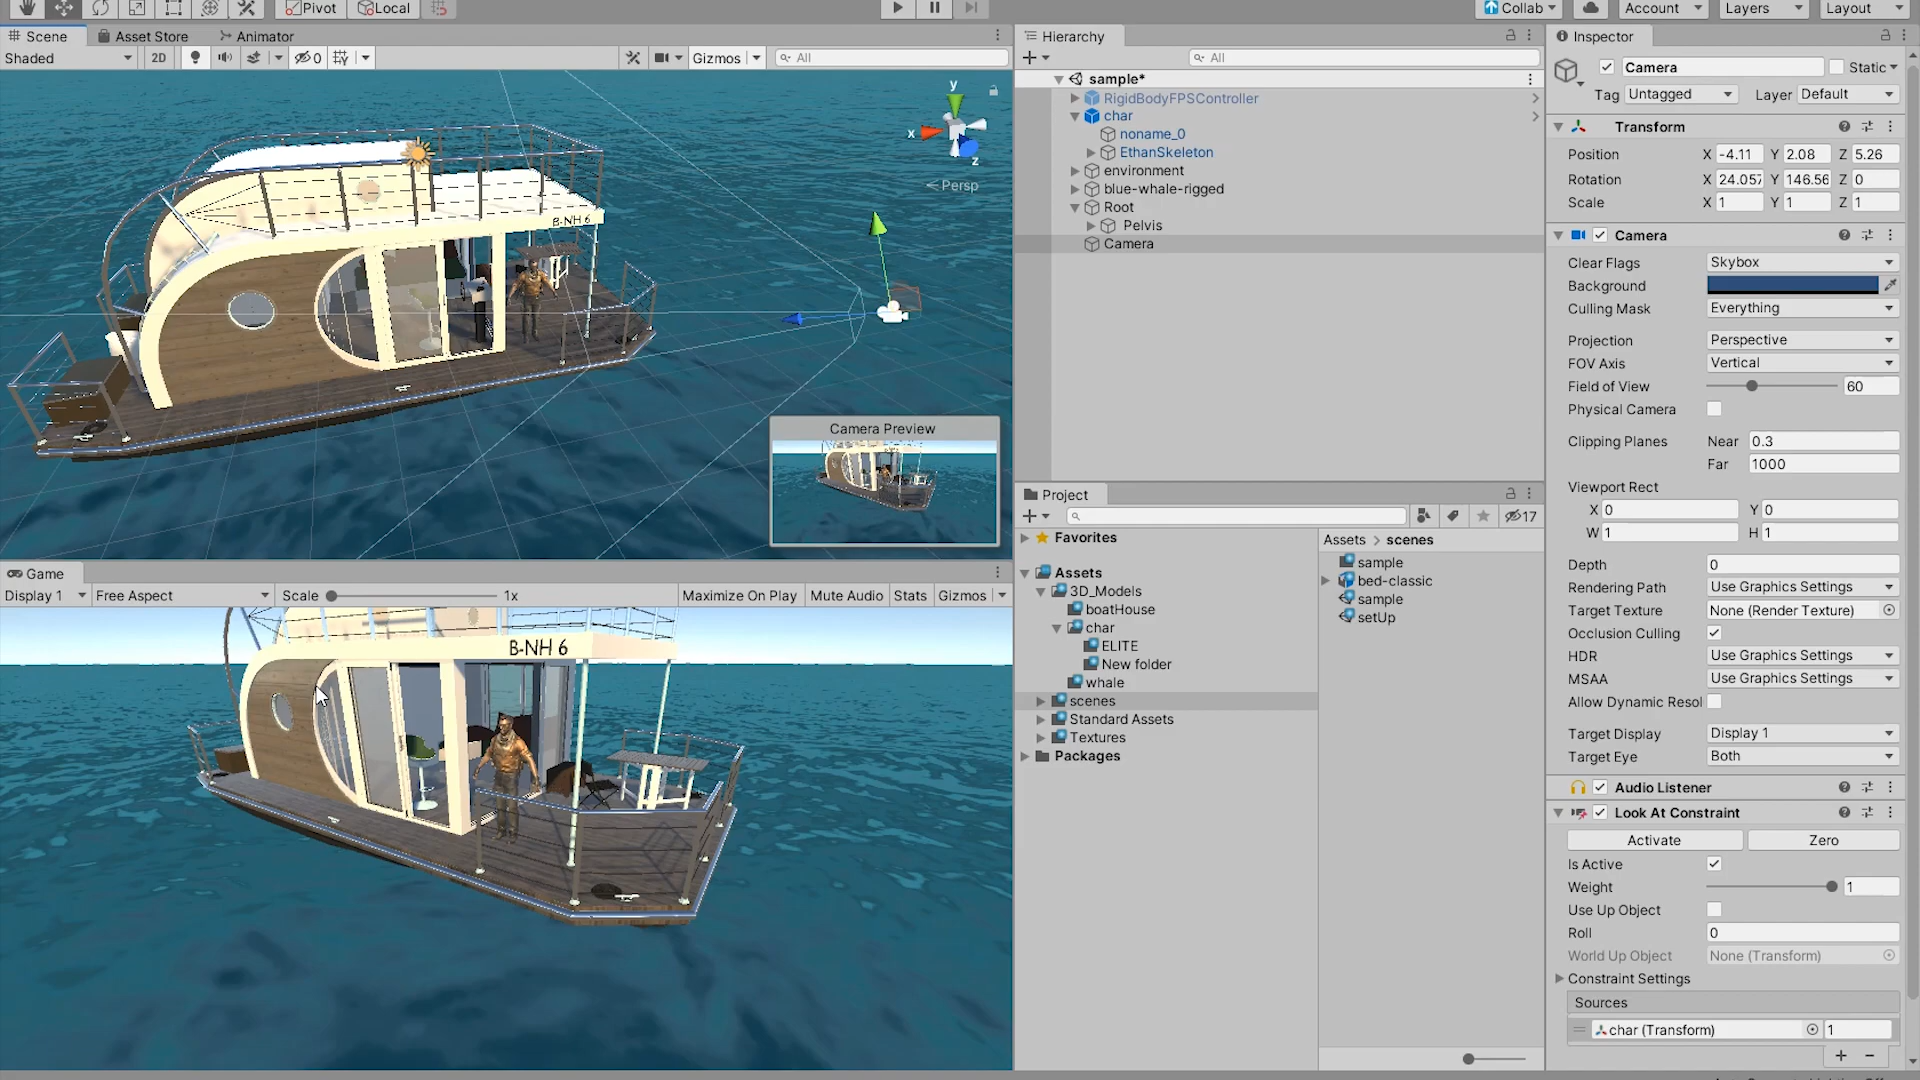 Pivot Local
Collab Account Layers Layout
Scene Asset Store Animator
Shaded 2D 0 Gizmos All
y
x
z
Persp
B-NH 6
Camera Preview
Game
Display 1 Free Aspect Scale 1x Maximize On Play Mute Audio Stats Gizmos
B-NH 6
Hierarchy
All
sample*
RigidBodyFPSController
char
noname_0
EthanSkeleton
environment
blue-whale-rigged
Root
Pelvis
Camera
Project
17
Favorites
Assets
3D_Models
boatHouse
char
ELITE
New folder
whale
scenes
Standard Assets
Textures
Packages
Assets > scenes
sample
bed-classic
sample
setUp
Inspector
Camera Static
Tag Untagged Layer Default
Transform
Position X -4.11 Y 2.08 Z 5.26
Rotation X 24.057 Y 146.56 Z 0
Scale X 1 Y 1 Z 1
Camera
Clear Flags Skybox
Background
Culling Mask Everything
Projection Perspective
FOV Axis Vertical
Field of View 60
Physical Camera
Clipping Planes Near 0.3
Far 1000
Viewport Rect
X 0 Y 0
W 1 H 1
Depth 0
Rendering Path Use Graphics Settings
Target Texture None (Render Texture)
Occlusion Culling
HDR Use Graphics Settings
MSAA Use Graphics Settings
Allow Dynamic Resol
Target Display Display 1
Target Eye Both
Audio Listener
Look At Constraint
Activate Zero
Is Active
Weight 1
Use Up Object
Roll 0
World Up Object None (Transform)
Constraint Settings
Sources
char (Transform) 1